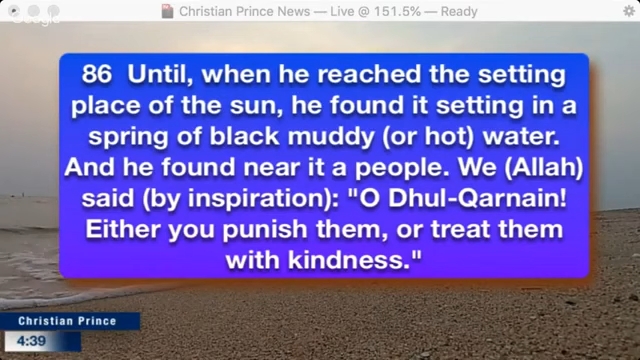 Christian Prince News — Live @ 151.5% — Ready
Google
86 Until, when he reached the setting
place of the sun, he found it setting in a
spring of black muddy (or hot) water.
And he found near it a people. We (Allah)
said (by inspiration): "O Dhul-Qarnain!
Either you punish them, or treat them
with kindness."
Christian Prince
4:39